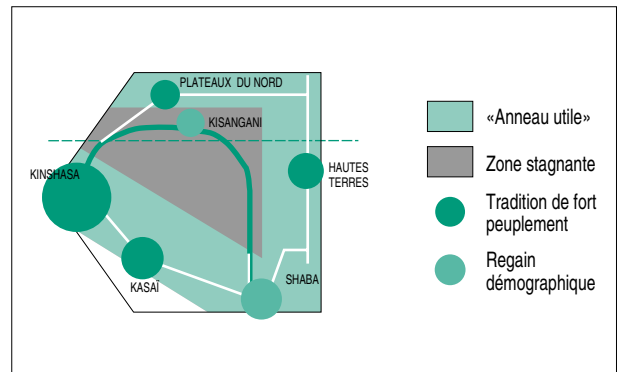 PLATEAUX DU NORD
KISANGANI
KINSHASA
HAUTES
TERRES
KASAÏ
SHABA
«Anneau utile»
Zone stagnante
Tradition de fort
peuplement
Regain
démographique